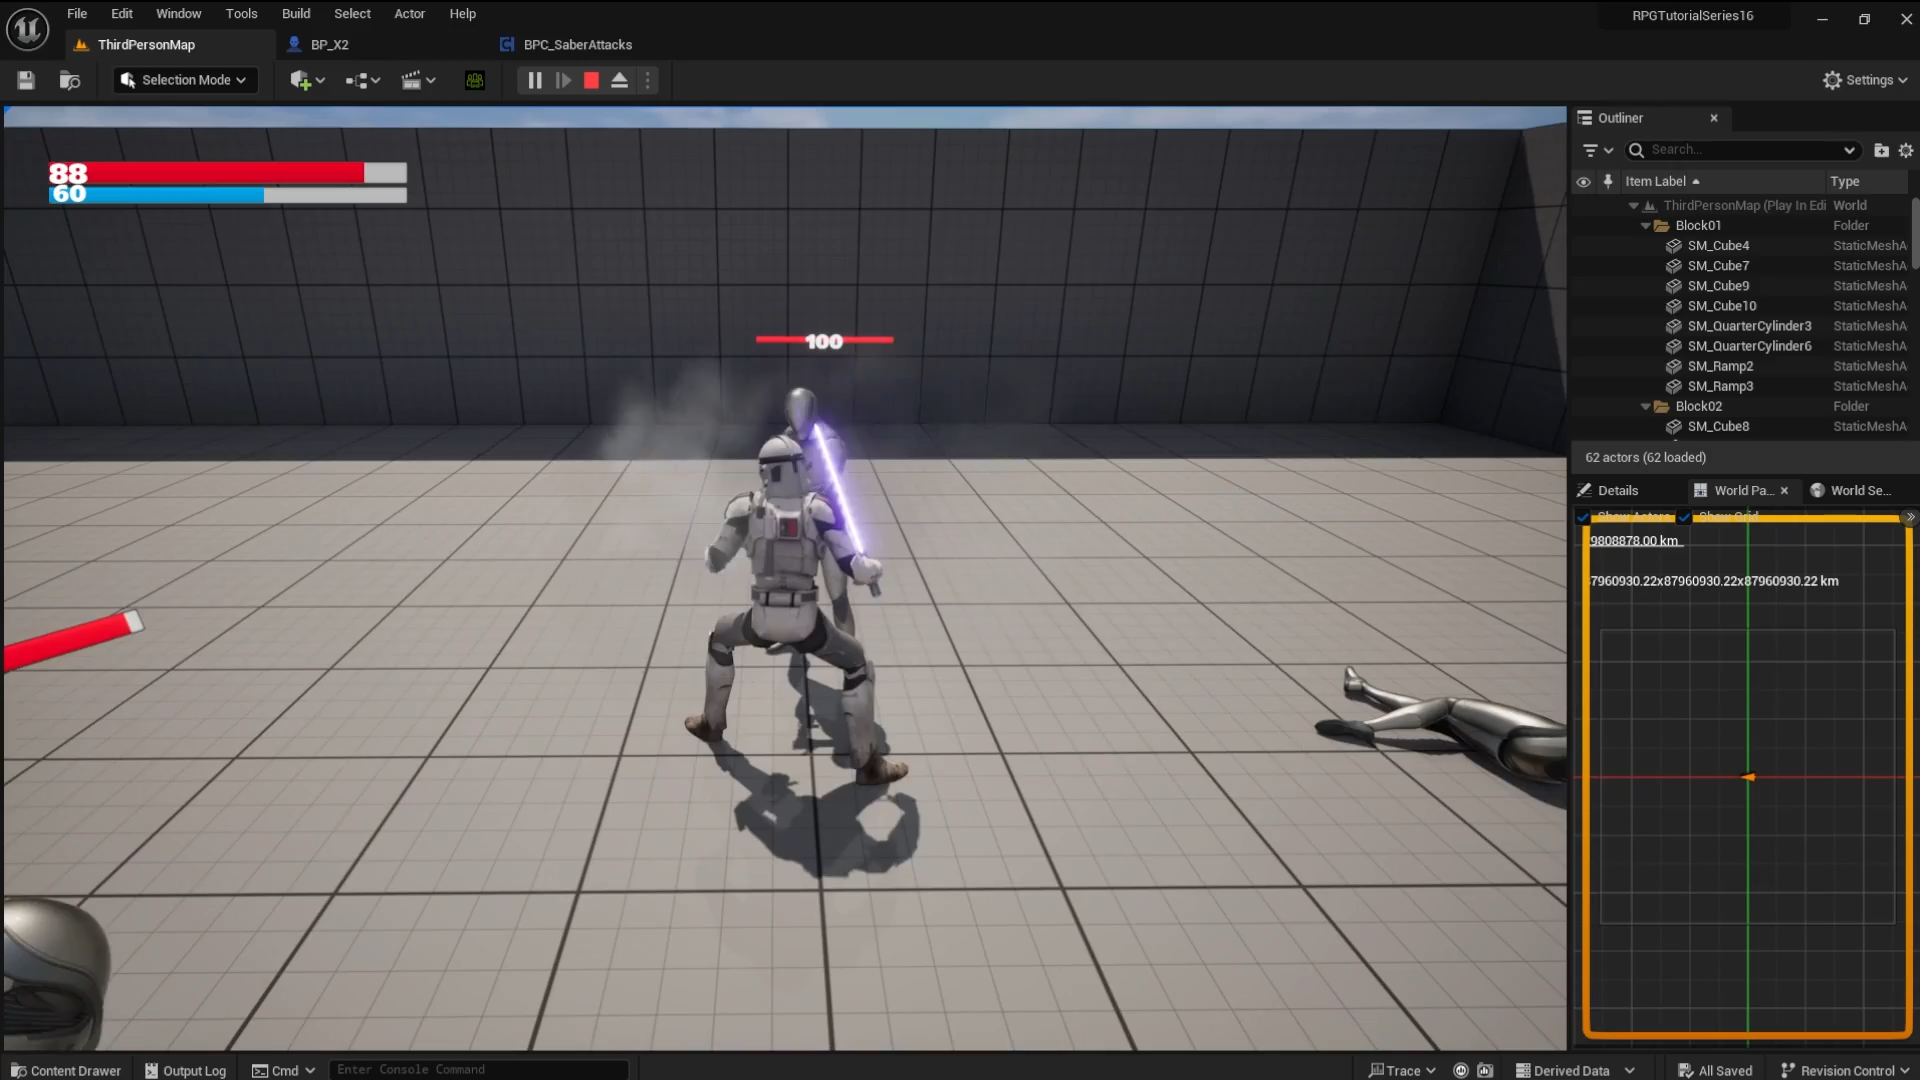 File Edit Window Tools Build Select Actor Help
RPGTutorialSeries16
ThirdPersonMap
BP_X2
BPC_SaberAttacks
Selection Mode
Settings
88
60
100
Outliner
Search...
Item Label Type
ThirdPersonMap (Play In Edi World
Block01 Folder
SM_Cube4 StaticMeshA
SM_Cube7 StaticMeshA
SM_Cube9 StaticMeshA
SM_Cube10 StaticMeshA
SM_QuarterCylinder3 StaticMeshA
SM_QuarterCylinder6 StaticMeshA
SM_Ramp2 StaticMeshA
SM_Ramp3 StaticMeshA
Block02 Folder
SM_Cube8 StaticMeshA
62 actors (62 loaded)
Details World Pa... World Se...
Show Actors Show Grid
9808878.00 km
7960930.22x87960930.22x87960930.22 km
Content Drawer Output Log Cmd Enter Console Command Trace Derived Data All Saved Revision Control